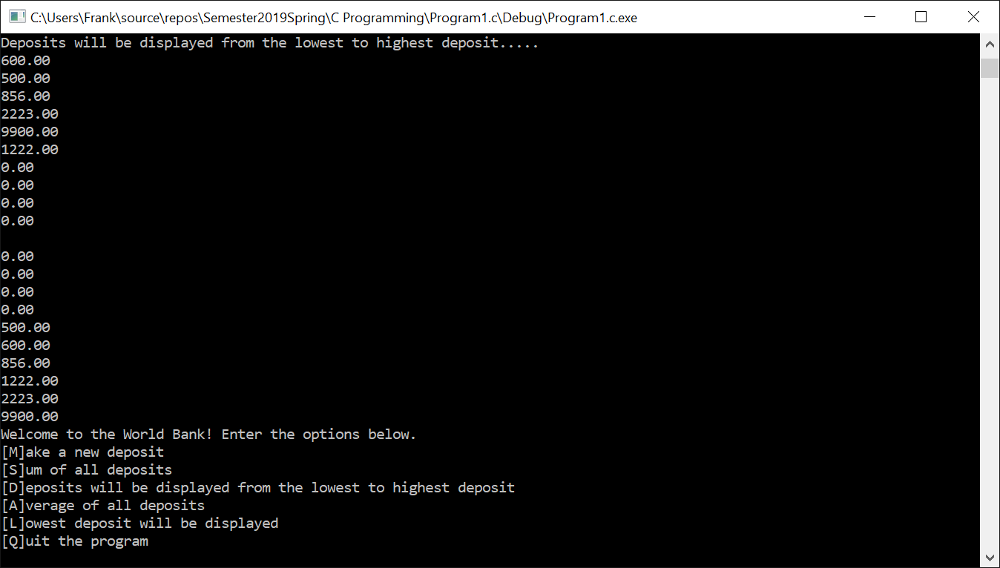 C:\Users\Frank\source\repos\Semester2019Spring\C Programming\Program1.c\Debug\Program1.c.exe
Deposits will be displayed from the lowest to highest deposit.....
600.00
500.00
856.00
2223.00
9900.00
1222.00
0.00
0.00
0.00
0.00

0.00
0.00
0.00
0.00
500.00
600.00
856.00
1222.00
2223.00
9900.00
Welcome to the World Bank! Enter the options below.
[M]ake a new deposit
[S]um of all deposits
[D]eposits will be displayed from the lowest to highest deposit
[A]verage of all deposits
[L]owest deposit will be displayed
[Q]uit the program